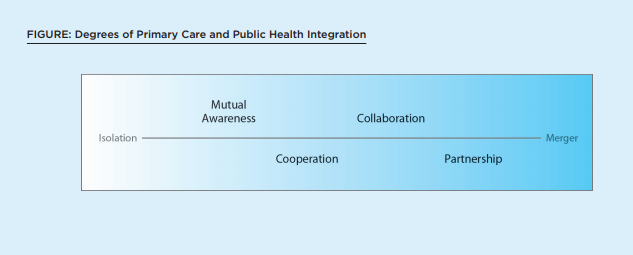 FIGURE: Degrees of Primary Care and Public Health Integration
Mutual
Awareness
Collaboration
Isolation
Merger
Cooperation
Partnership